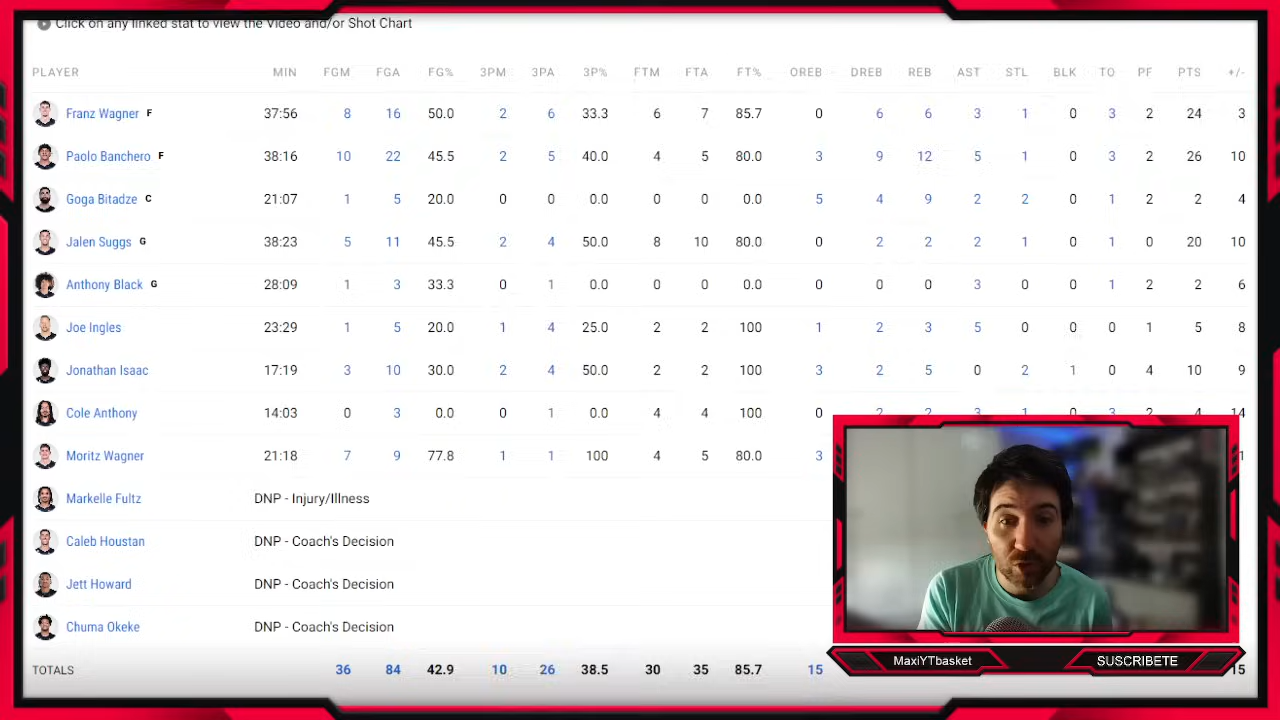 Click on any linked stat to view the Video and/or Shot Chart
PLAYER MIN FGM FGA FG% 3PM 3PA 3P% FTM FTA FT% OREB DREB REB AST STL BLK TO PF PTS +/-
Franz Wagner F 37:56 8 16 50.0 2 6 33.3 6 7 85.7 0 6 6 3 1 0 3 2 24 3
Paolo Banchero F 38:16 10 22 45.5 2 5 40.0 4 5 80.0 3 9 12 5 1 0 3 2 26 10
Goga Bitadze C 21:07 1 5 20.0 0 0 0.0 0 0 0.0 5 4 9 2 2 0 1 2 2 4
Jalen Suggs G 38:23 5 11 45.5 2 4 50.0 8 10 80.0 0 2 2 2 1 0 1 0 20 10
Anthony Black G 28:09 1 3 33.3 0 1 0.0 0 0 0.0 0 0 0 3 0 0 1 2 2 6
Joe Ingles 23:29 1 5 20.0 1 4 25.0 2 2 100 1 2 3 5 0 0 0 1 5 8
Jonathan Isaac 17:19 3 10 30.0 2 4 50.0 2 2 100 3 2 5 0 2 1 0 4 10 9
Cole Anthony 14:03 0 3 0.0 0 1 0.0 4 4 100 0 2 2 3 1 0 3 2 4 14
Moritz Wagner 21:18 7 9 77.8 1 1 100 4 5 80.0 3
Markelle Fultz DNP - Injury/Illness
Caleb Houstan DNP - Coach's Decision
Jett Howard DNP - Coach's Decision
Chuma Okeke DNP - Coach's Decision
TOTALS 36 84 42.9 10 26 38.5 30 35 85.7 15 15
MaxiYTbasket SUSCRIBETE